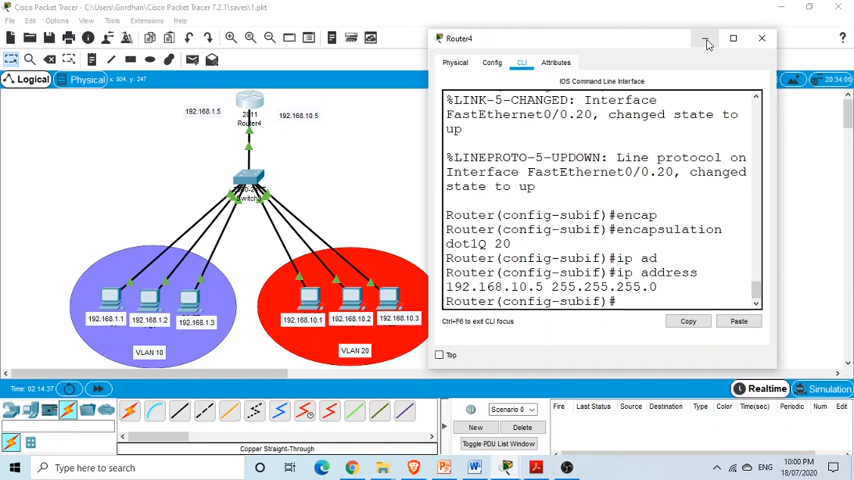 Cisco Packet Tracer - C:\Users\Gordhan\Cisco Packet Tracer 7.2.1\saves\1.pkt
File Edit Options View Tools Extensions Help
Logical
Physical x: 804, y: 247
20:34:00
192.168.1.5
2811
Router4
192.168.10.5
192.168.1.1
192.168.1.2
192.168.1.3
192.168.10.1
192.168.10.2
192.168.10.3
VLAN 10
VLAN 20
Router4
Physical Config CLI Attributes
IOS Command Line Interface
%LINK-5-CHANGED: Interface
FastEthernet0/0.20, changed state to
up
%LINEPROTO-5-UPDOWN: Line protocol on
Interface FastEthernet0/0.20, changed
state to up
Router(config-subif)#encap
Router(config-subif)#encapsulation
dot1Q 20
Router(config-subif)#ip ad
Router(config-subif)#ip address
192.168.10.5 255.255.255.0
Router(config-subif)#
Ctrl+F6 to exit CLI focus
Copy
Paste
Top
Time: 02:14:37
Realtime
Simulation
Scenario 0
New
Delete
Toggle PDU List Window
Fire Last Status Source Destination Type Color Time(sec) Periodic Num Edit
Copper Straight-Through
Type here to search
ENG
10:00 PM
18/07/2020